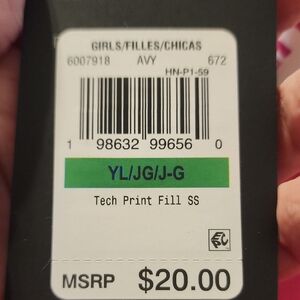 GIRLS/FILLES/CHICAS
6007918 AVY 672
HN-P1-59
1 98632 99656 0
YL/JG/J-G
Tech Print Fill SS
MSRP $20.00